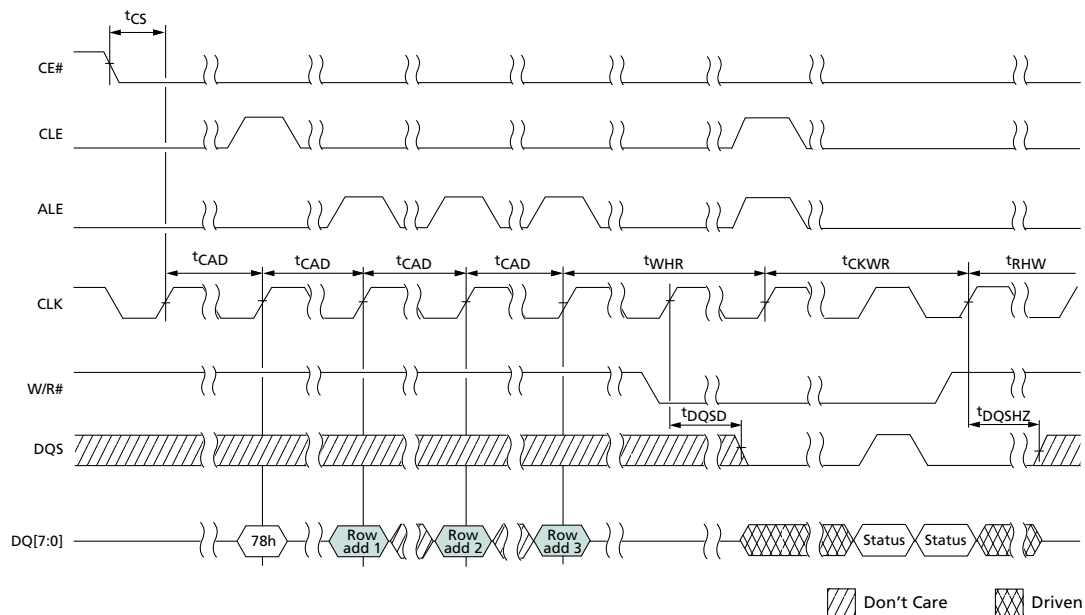 tCS
CE#
CLE
ALE
tCAD tCAD tCAD tCAD tWHR tCKWR tRHW
CLK
W/R#
tDQSD tDQSHZ
DQS
DQ[7:0] 78h Row add 1 Row add 2 Row add 3 Status Status
Don't Care Driven